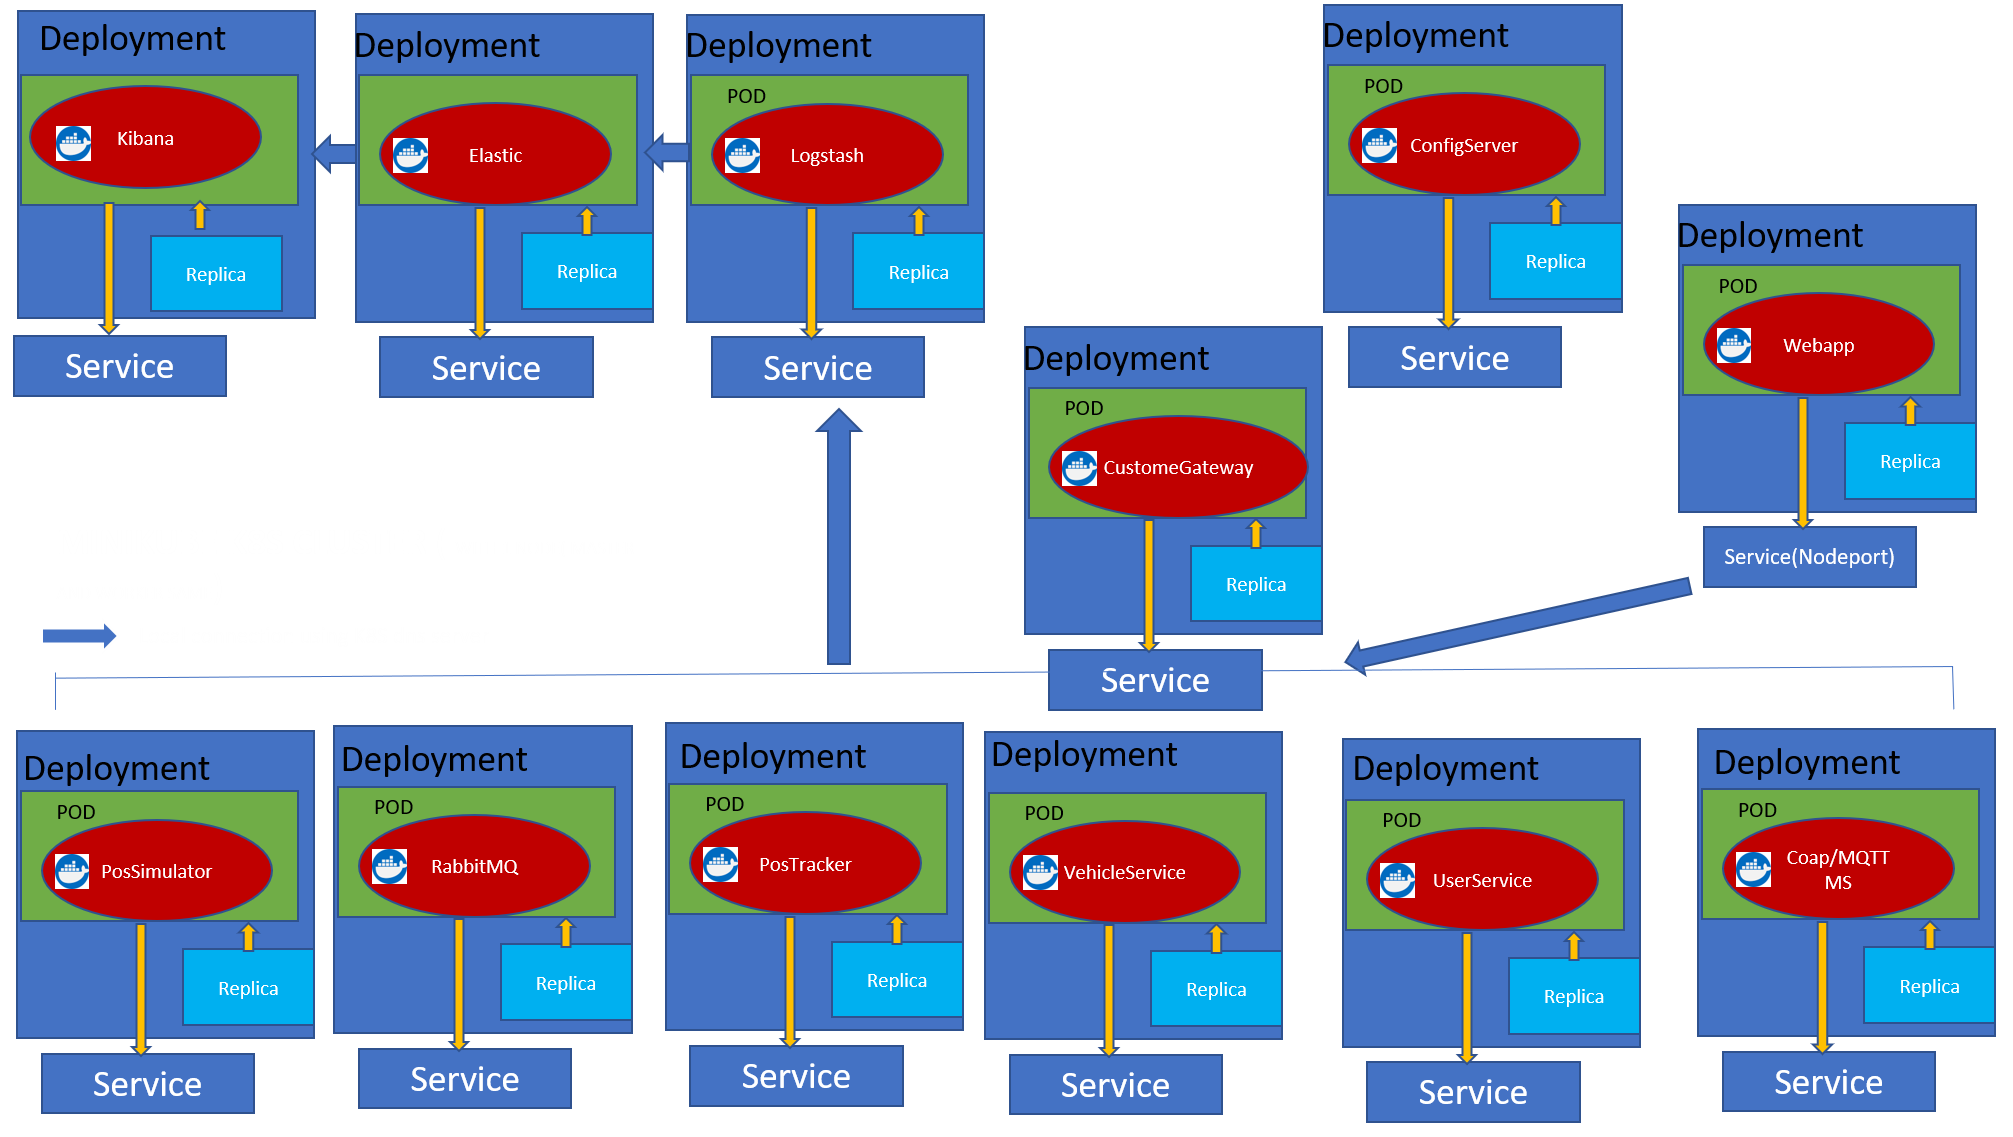 Deployment
Kibana
Replica
Service
Deployment
Elastic
Replica
Service
Deployment
POD
Logstash
Replica
Service
Deployment
POD
CustomeGateway
Replica
Service
Deployment
POD
ConfigServer
Replica
Service
Deployment
POD
Webapp
Replica
Service(Nodeport)
Deployment
POD
PosSimulator
Replica
Service
Deployment
POD
RabbitMQ
Replica
Service
Deployment
POD
PosTracker
Replica
Service
Deployment
POD
VehicleService
Replica
Service
Deployment
POD
UserService
Replica
Service
Deployment
POD
Coap/MQTT
MS
Replica
Service